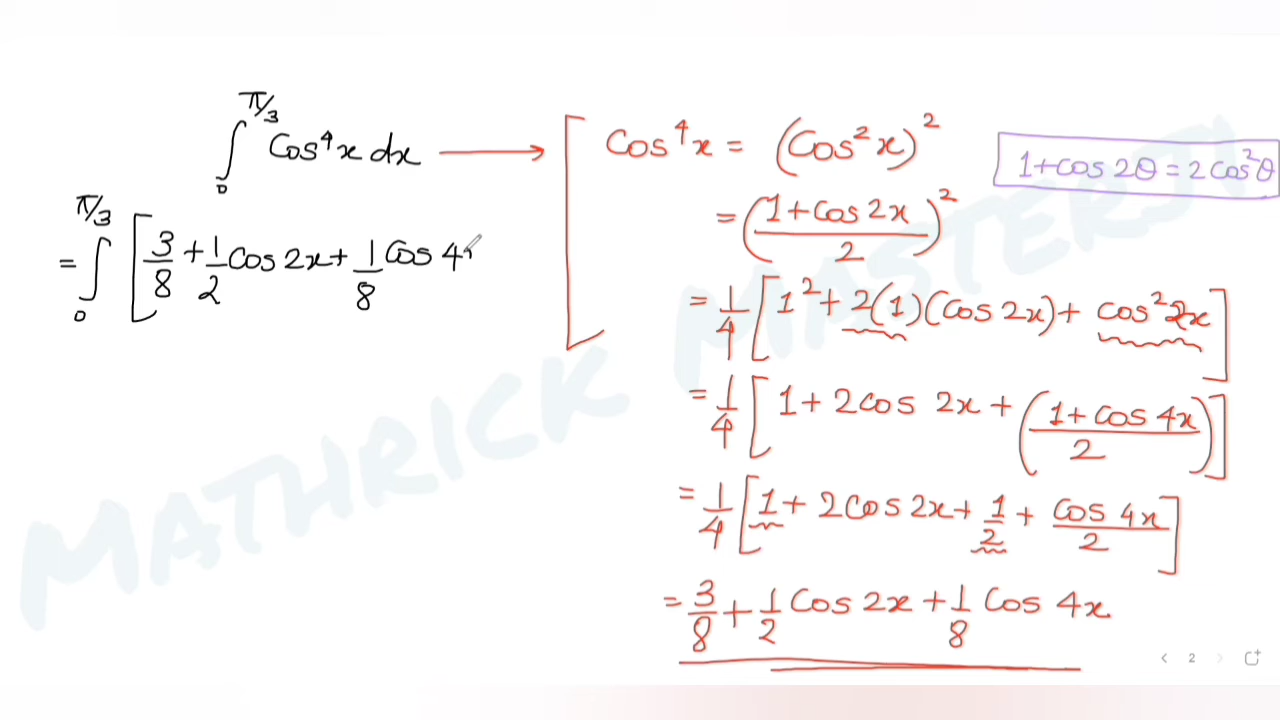 ∫₀^{π/3} Cos⁴x dx →
= ∫₀^{π/3} [3/8 + 1/2 cos 2x + 1/8 cos 4
Cos⁴x = (Cos²x)²
1+cos 2θ = 2cos²θ
= ((1+cos 2x)/2)²
= 1/4 [1² + 2(1)(cos 2x) + cos²2x]
= 1/4 [1 + 2cos 2x + ((1+cos 4x)/2)]
= 1/4 [1 + 2cos 2x + 1/2 + (cos 4x)/2]
= 3/8 + 1/2 cos 2x + 1/8 cos 4x.
MATHRICK MASTERJI
< 2 >